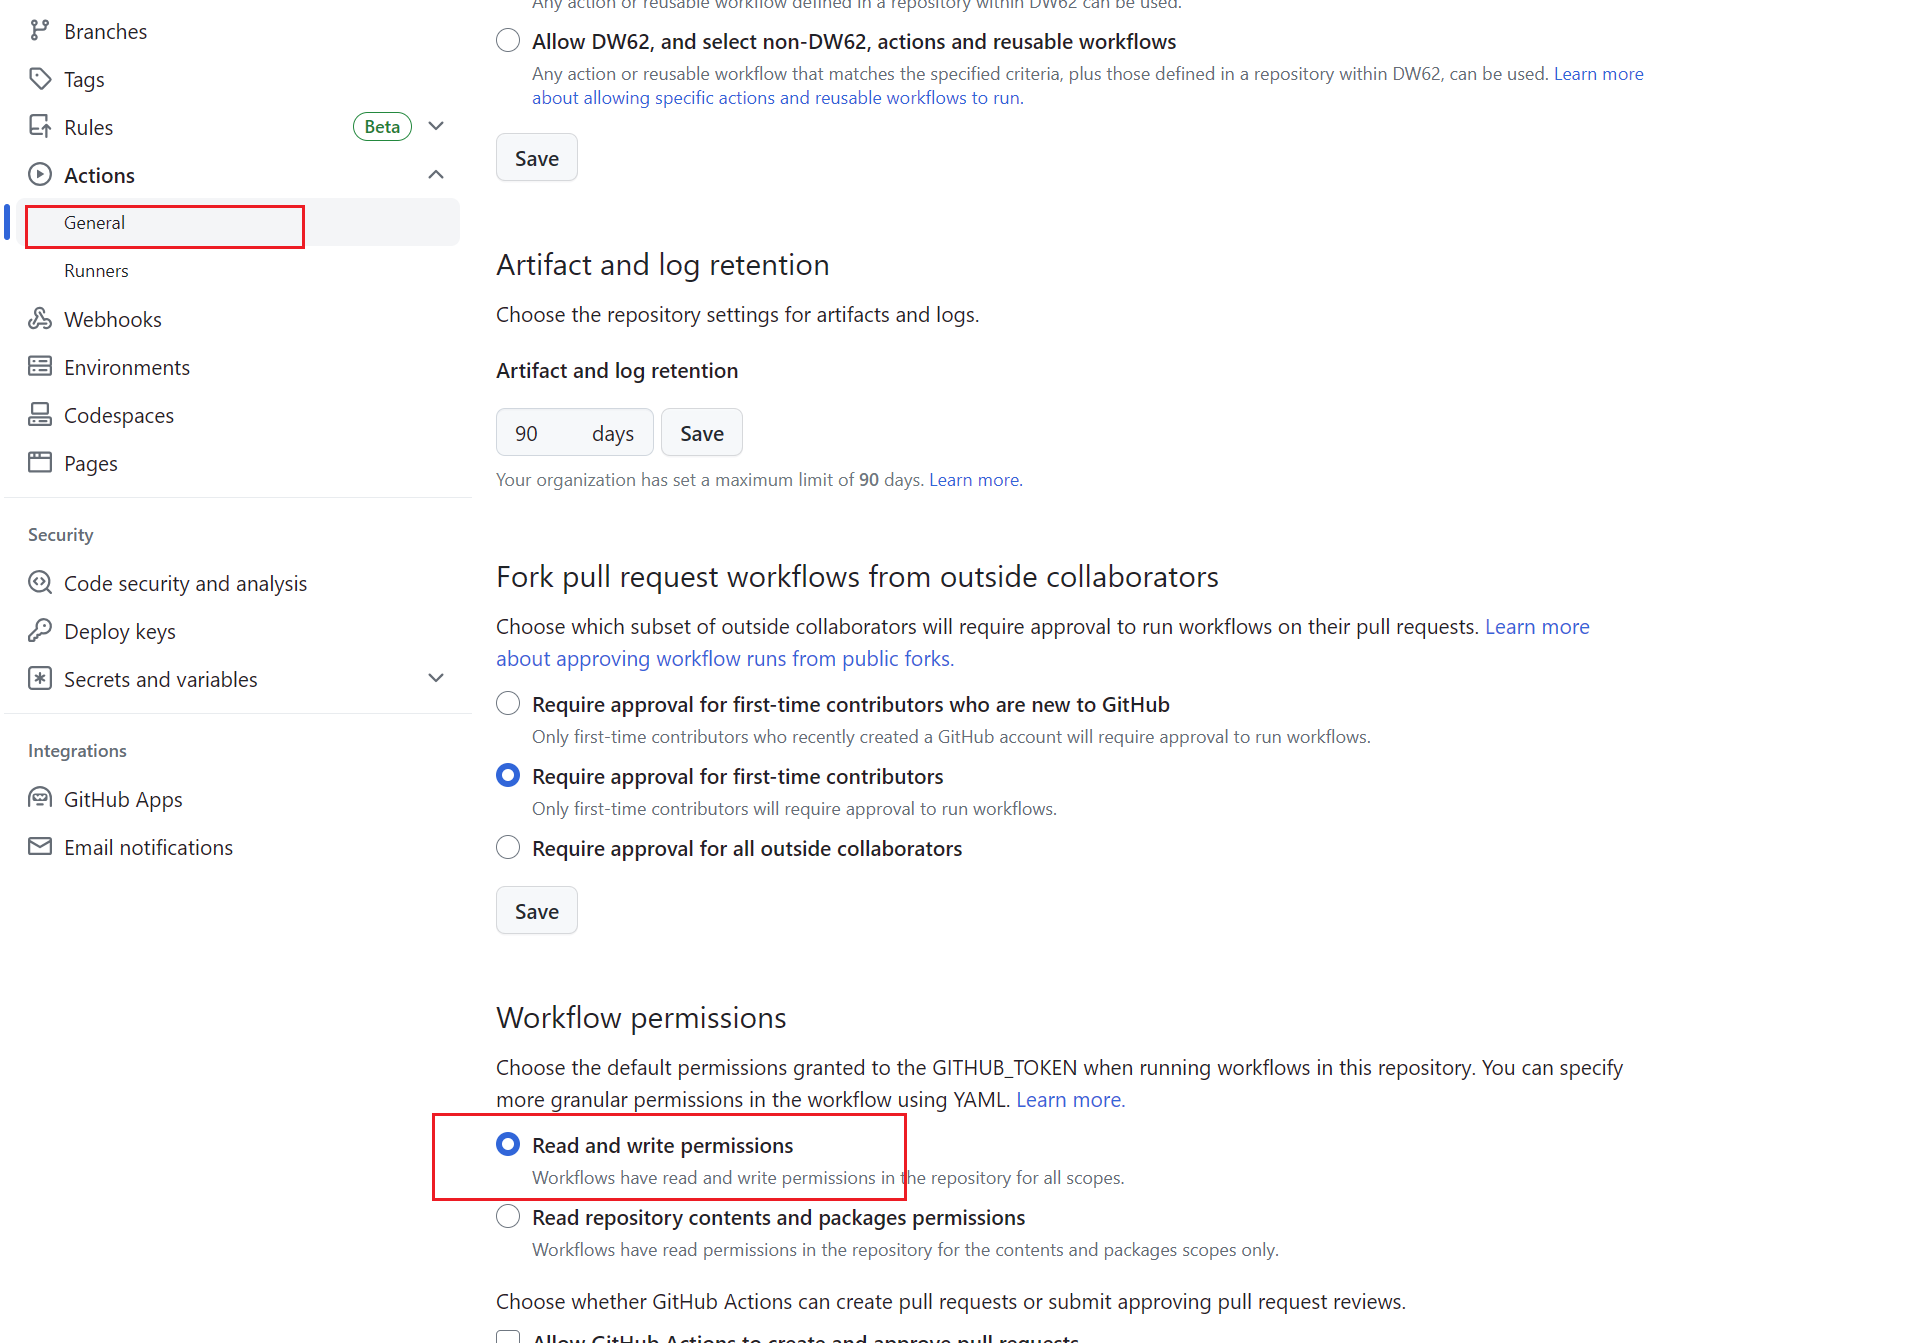 Branches
Tags
Rules
Beta
Actions
General
Runners
Webhooks
Environments
Codespaces
Pages
Security
Code security and analysis
Deploy keys
Secrets and variables
Integrations
GitHub Apps
Email notifications
Any action or reusable workflow defined in a repository within DW62 can be used.
Allow DW62, and select non-DW62, actions and reusable workflows
Any action or reusable workflow that matches the specified criteria, plus those defined in a repository within DW62, can be used. Learn more
about allowing specific actions and reusable workflows to run.
Save
Artifact and log retention
Choose the repository settings for artifacts and logs.
Artifact and log retention
90 days Save
Your organization has set a maximum limit of 90 days. Learn more.
Fork pull request workflows from outside collaborators
Choose which subset of outside collaborators will require approval to run workflows on their pull requests. Learn more
about approving workflow runs from public forks.
Require approval for first-time contributors who are new to GitHub
Only first-time contributors who recently created a GitHub account will require approval to run workflows.
Require approval for first-time contributors
Only first-time contributors will require approval to run workflows.
Require approval for all outside collaborators
Save
Workflow permissions
Choose the default permissions granted to the GITHUB_TOKEN when running workflows in this repository. You can specify
more granular permissions in the workflow using YAML. Learn more.
Read and write permissions
Workflows have read and write permissions in the repository for all scopes.
Read repository contents and packages permissions
Workflows have read permissions in the repository for the contents and packages scopes only.
Choose whether GitHub Actions can create pull requests or submit approving pull request reviews.
Allow GitHub Actions to create and approve pull requests